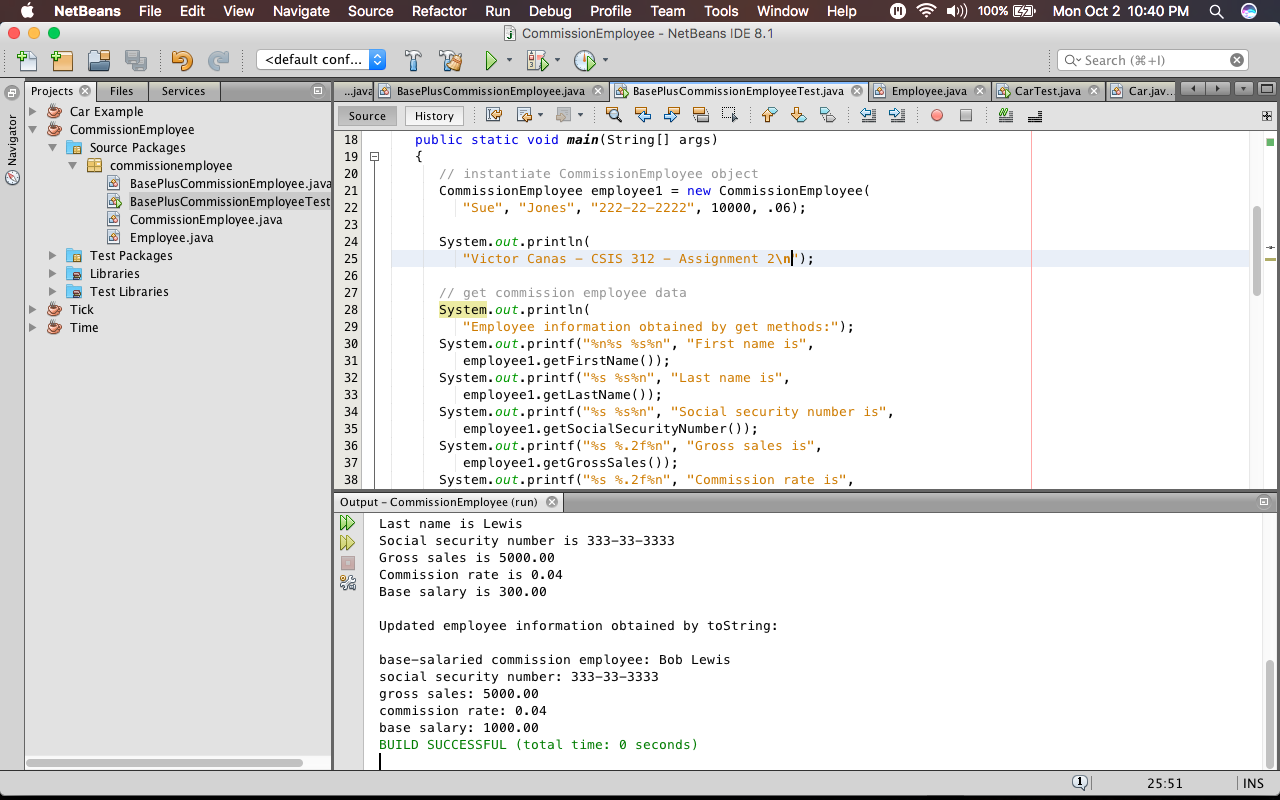 NetBeans File Edit View Navigate Source Refactor Run Debug Profile Team Tools Window Help 100% Mon Oct 2 10:40 PM
CommissionEmployee - NetBeans IDE 8.1
<default conf... Search (⌘+I)
Projects Files Services
...java BasePlusCommissionEmployee.java BasePlusCommissionEmployeeTest.java Employee.java CarTest.java Car.jav...
Navigator
Car Example
CommissionEmployee
Source Packages
commissionemployee
BasePlusCommissionEmployee.java
BasePlusCommissionEmployeeTest
CommissionEmployee.java
Employee.java
Test Packages
Libraries
Test Libraries
Tick
Time
Source History
18 public static void main(String[] args)
19 {
20 // instantiate CommissionEmployee object
21 CommissionEmployee employee1 = new CommissionEmployee(
22 "Sue", "Jones", "222-22-2222", 10000, .06);
23
24 System.out.println(
25 "Victor Canas - CSIS 312 - Assignment 2\n");
26
27 // get commission employee data
28 System.out.println(
29 "Employee information obtained by get methods:");
30 System.out.printf("%n%s %s%n", "First name is",
31 employee1.getFirstName());
32 System.out.printf("%s %s%n", "Last name is",
33 employee1.getLastName());
34 System.out.printf("%s %s%n", "Social security number is",
35 employee1.getSocialSecurityNumber());
36 System.out.printf("%s %.2f%n", "Gross sales is",
37 employee1.getGrossSales());
38 System.out.printf("%s %.2f%n", "Commission rate is",
Output - CommissionEmployee (run)
Last name is Lewis
Social security number is 333-33-3333
Gross sales is 5000.00
Commission rate is 0.04
Base salary is 300.00
Updated employee information obtained by toString:
base-salaried commission employee: Bob Lewis
social security number: 333-33-3333
gross sales: 5000.00
commission rate: 0.04
base salary: 1000.00
BUILD SUCCESSFUL (total time: 0 seconds)
1 25:51 INS